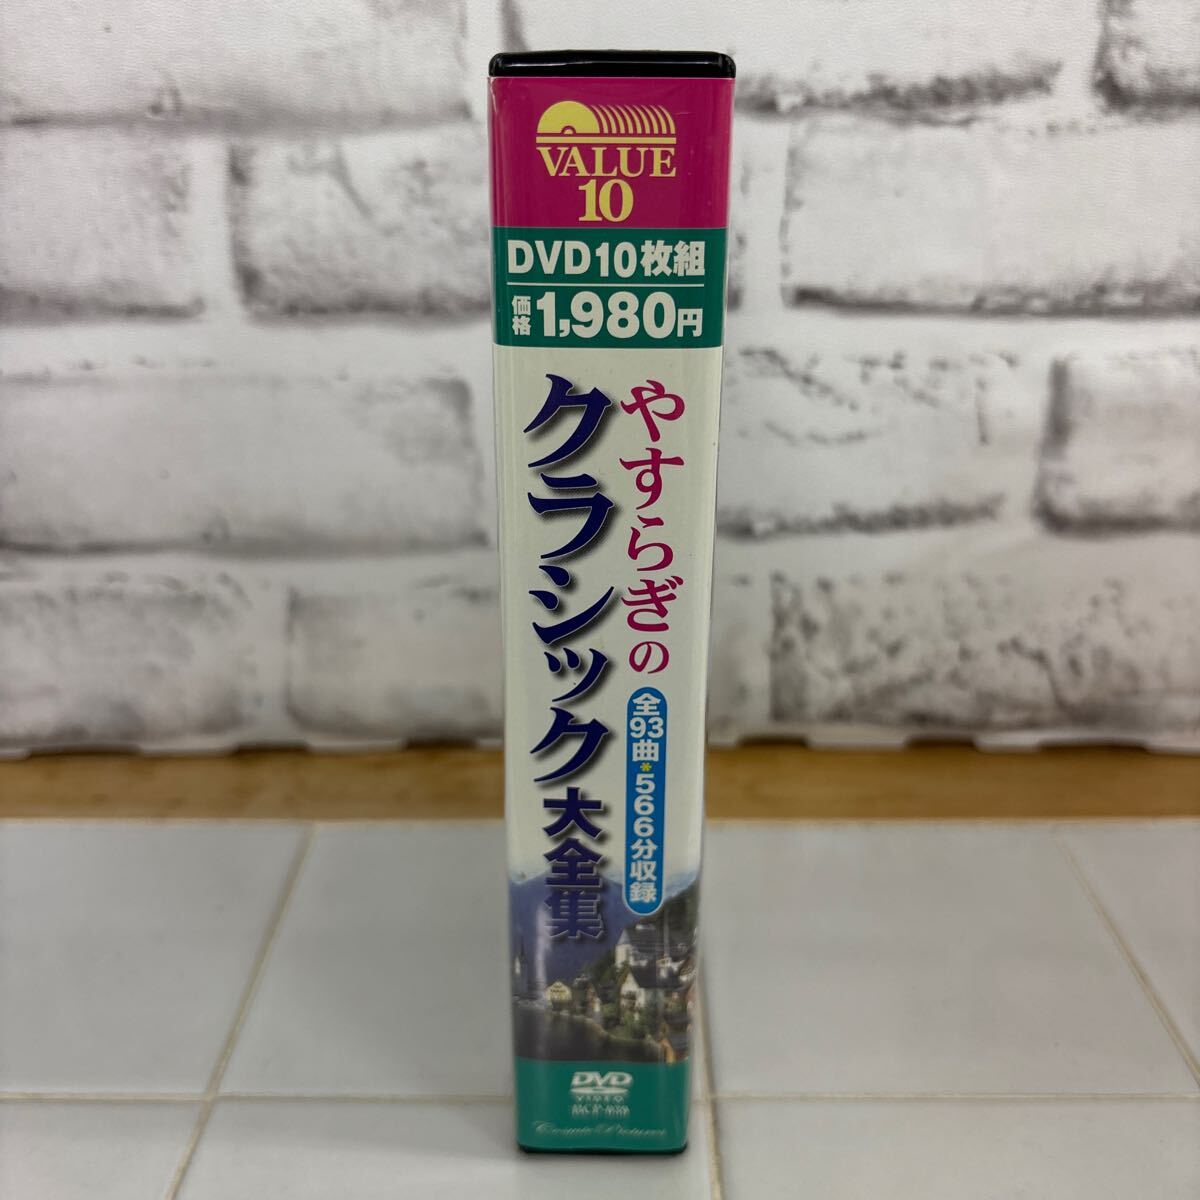 VALUE
10
DVD10枚組
価格1,980円
やすらぎの
クラシック大全集
全93曲*566分収録
DVD
VIDEO
Cosmic Pictures